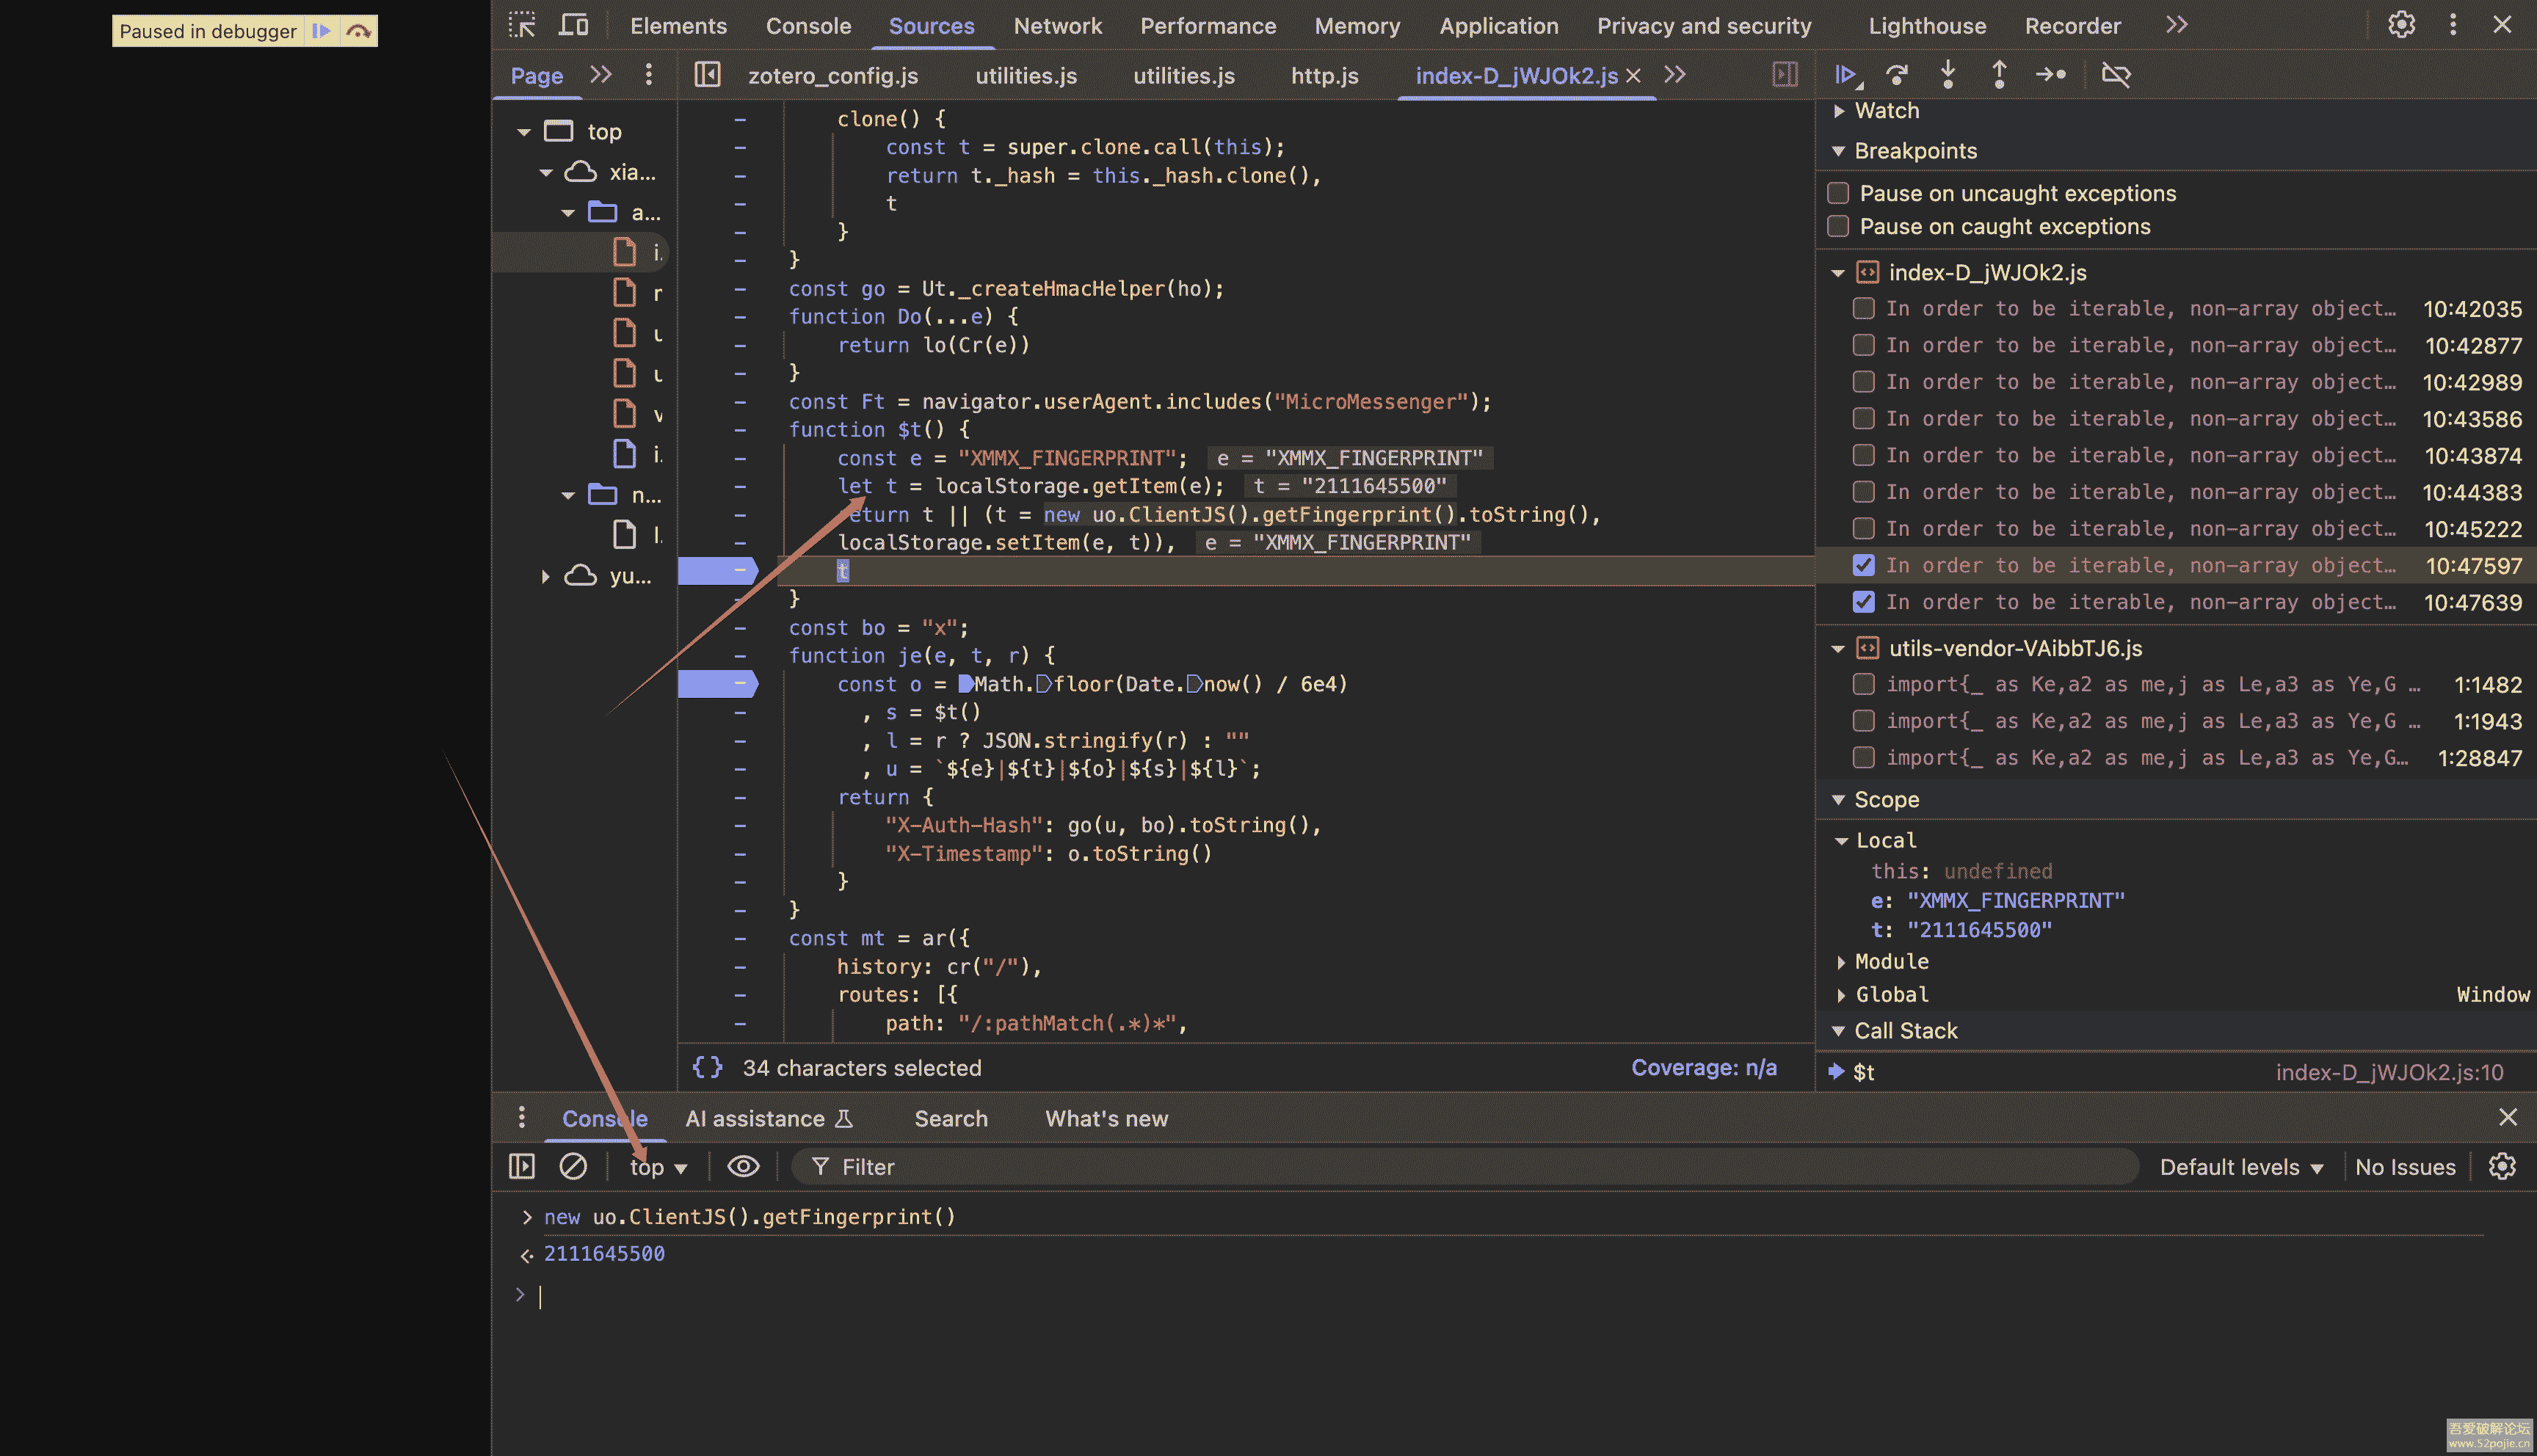 Paused in debugger
Elements Console Sources Network Performance Memory Application Privacy and security Lighthouse Recorder
Page
zotero_config.js utilities.js utilities.js http.js index-D_jWJOk2.js
top
xia...
a...
i.
r
u
u
v
i.
n...
l.
yu...
clone() {
const t = super.clone.call(this);
return t._hash = this._hash.clone(),
t
}
}
const go = Ut._createHmacHelper(ho);
function Do(...e) {
return lo(Cr(e))
}
const Ft = navigator.userAgent.includes("MicroMessenger");
function $t() {
const e = "XMMX_FINGERPRINT"; e = "XMMX_FINGERPRINT"
let t = localStorage.getItem(e); t = "2111645500"
return t || (t = new uo.ClientJS().getFingerprint().toString(),
localStorage.setItem(e, t)), e = "XMMX_FINGERPRINT"
t
}
const bo = "x";
function je(e, t, r) {
const o = Math.floor(Date.now() / 6e4)
, s = $t()
, l = r ? JSON.stringify(r) : ""
, u = `${e}|${t}|${o}|${s}|${l}`;
return {
"X-Auth-Hash": go(u, bo).toString(),
"X-Timestamp": o.toString()
}
}
const mt = ar({
history: cr("/"),
routes: [{
path: "/:pathMatch(.*)*",
{} 34 characters selected Coverage: n/a
Watch
Breakpoints
Pause on uncaught exceptions
Pause on caught exceptions
index-D_jWJOk2.js
In order to be iterable, non-array object… 10:42035
In order to be iterable, non-array object… 10:42877
In order to be iterable, non-array object… 10:42989
In order to be iterable, non-array object… 10:43586
In order to be iterable, non-array object… 10:43874
In order to be iterable, non-array object… 10:44383
In order to be iterable, non-array object… 10:45222
In order to be iterable, non-array object… 10:47597
In order to be iterable, non-array object… 10:47639
utils-vendor-VAibbTJ6.js
import{_ as Ke,a2 as me,j as Le,a3 as Ye,G … 1:1482
import{_ as Ke,a2 as me,j as Le,a3 as Ye,G … 1:1943
import{_ as Ke,a2 as me,j as Le,a3 as Ye,G… 1:28847
Scope
Local
this: undefined
e: "XMMX_FINGERPRINT"
t: "2111645500"
Module
Global Window
Call Stack
$t index-D_jWJOk2.js:10
Console AI assistance Search What's new
top Filter Default levels No Issues
new uo.ClientJS().getFingerprint()
2111645500
吾爱破解论坛
www.52pojie.cn